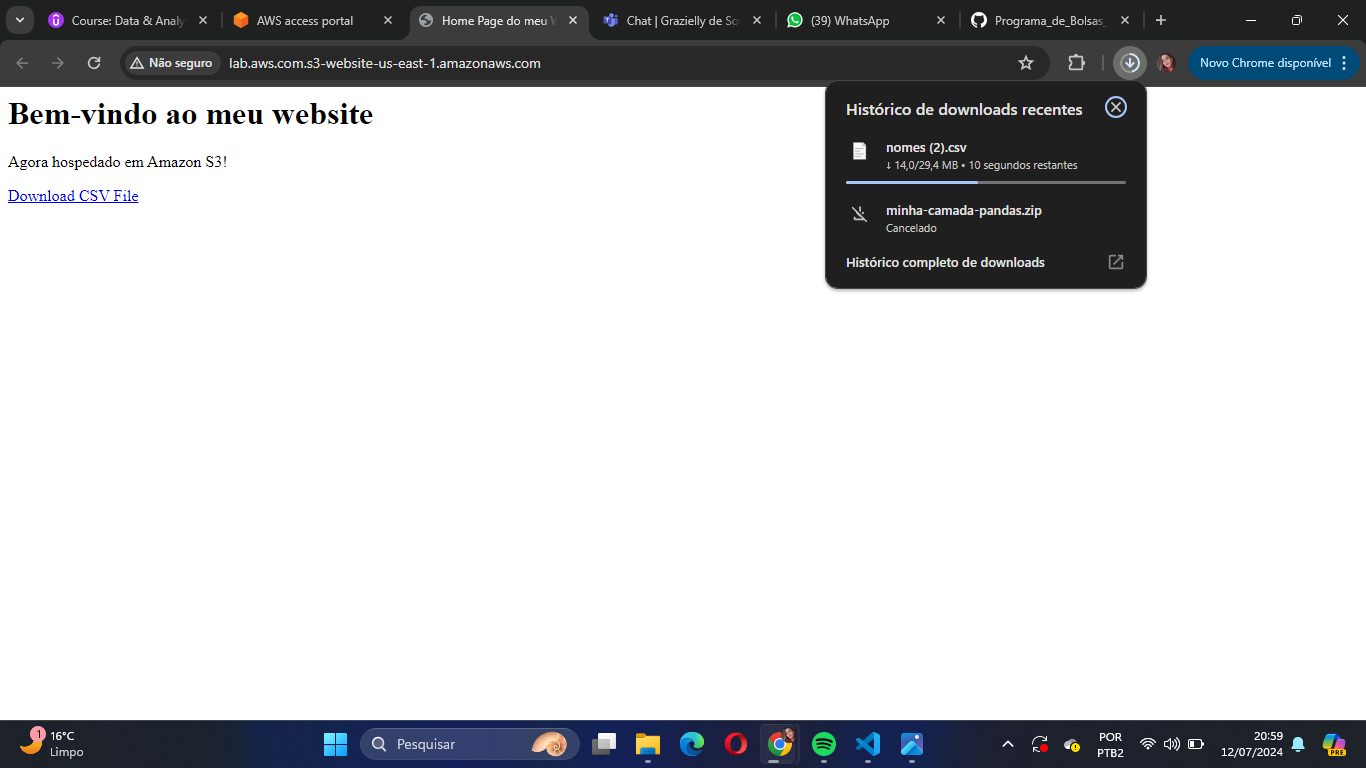 Course: Data & Analy
AWS access portal
Home Page do meu W
Chat | Grazielly de So
(39) WhatsApp
Programa_de_Bolsas_
Não seguro
lab.aws.com.s3-website-us-east-1.amazonaws.com
Novo Chrome disponível
Bem-vindo ao meu website
Agora hospedado em Amazon S3!
Download CSV File
Histórico de downloads recentes
nomes (2).csv
↓ 14,0/29,4 MB • 10 segundos restantes
minha-camada-pandas.zip
Cancelado
Histórico completo de downloads
1
16°C
Limpo
Pesquisar
POR
PTB2
20:59
12/07/2024
PRE